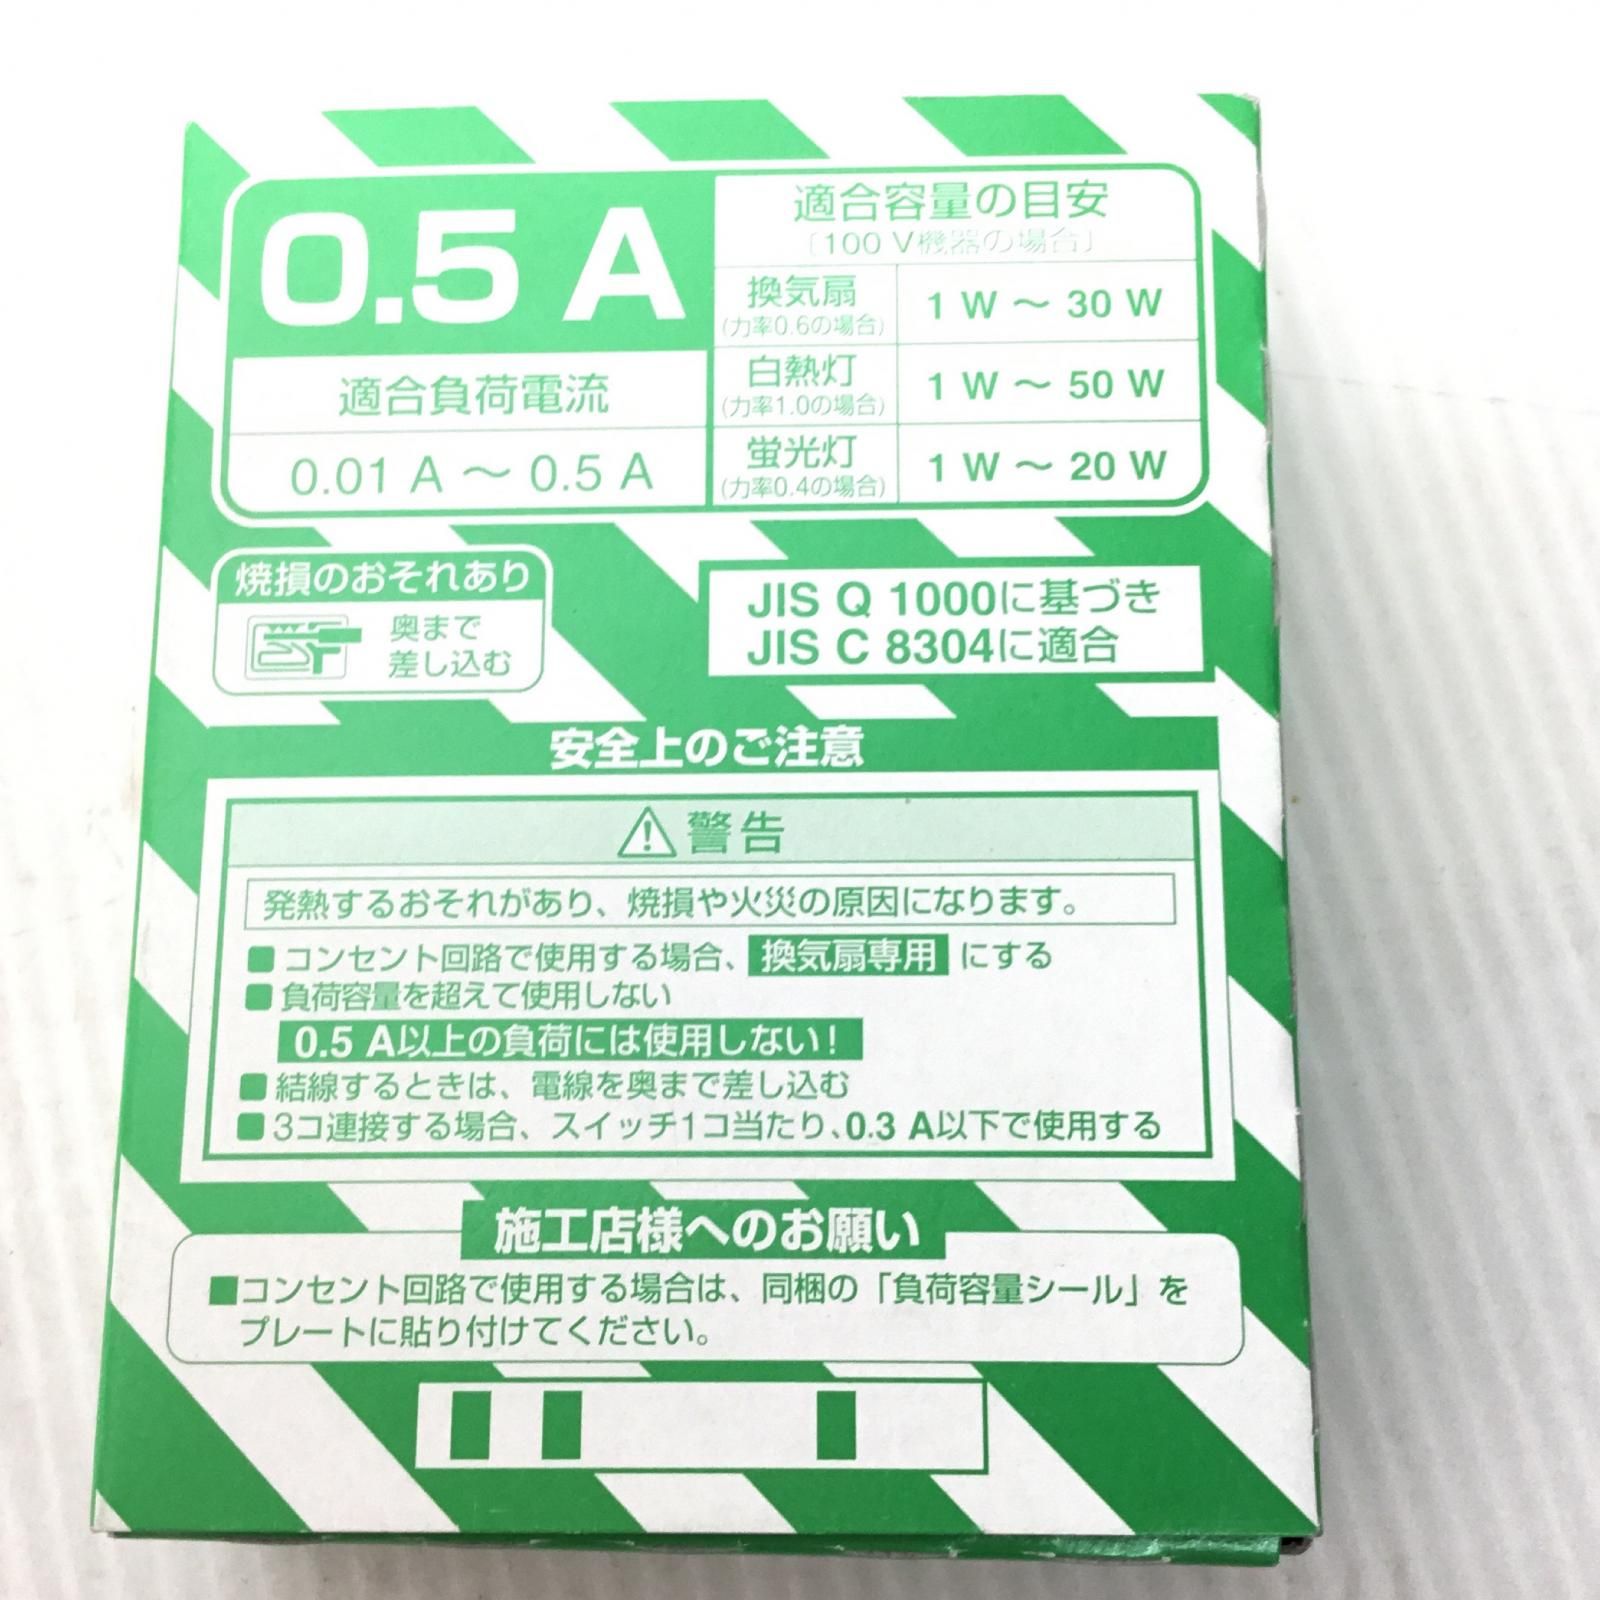 0.5 A
適合負荷電流
0.01 A ～ 0.5 A
適合容量の目安
〔100 V機器の場合〕
換気扇
(力率0.6の場合)
1 W ～ 30 W
白熱灯
(力率1.0の場合)
1 W ～ 50 W
蛍光灯
(力率0.4の場合)
1 W ～ 20 W
焼損のおそれあり
奥まで
差し込む
JIS Q 1000に基づき
JIS C 8304に適合
安全上のご注意
警告
発熱するおそれがあり、焼損や火災の原因になります。
■コンセント回路で使用する場合、換気扇専用にする
■負荷容量を超えて使用しない
0.5 A以上の負荷には使用しない!
■結線するときは、電線を奥まで差し込む
■3コ連接する場合、スイッチ1コ当たり、0.3 A以下で使用する
施工店様へのお願い
■コンセント回路で使用する場合は、同梱の「負荷容量シール」を
プレートに貼り付けてください。